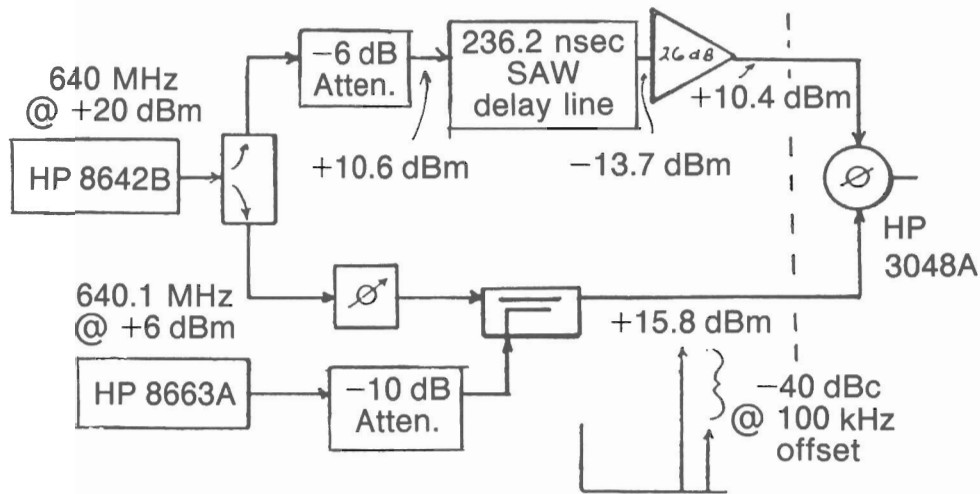 640 MHz
@ +20 dBm
HP 8642B
−6 dB
Atten.
+10.6 dBm
236.2 nsec
SAW
delay line
−13.7 dBm
26 dB
+10.4 dBm
Ø
HP
3048A
640.1 MHz
@ +6 dBm
HP 8663A
Ø
−10 dB
Atten.
+15.8 dBm
−40 dBc
@ 100 kHz
offset